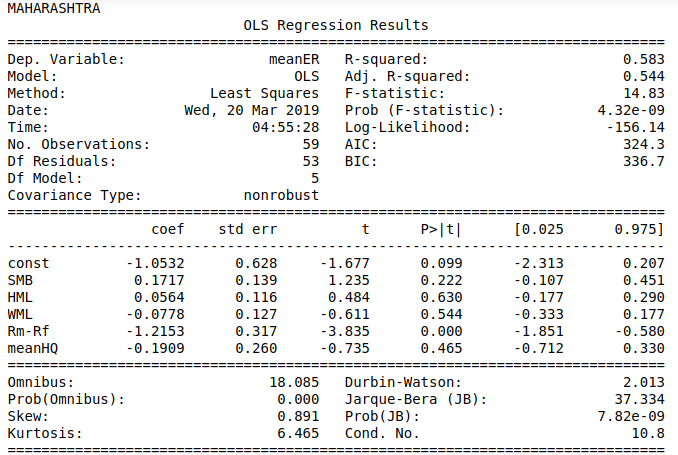 MAHARASHTRA
OLS Regression Results
==============================================================================
Dep. Variable: meanER R-squared: 0.583
Model: OLS Adj. R-squared: 0.544
Method: Least Squares F-statistic: 14.83
Date: Wed, 20 Mar 2019 Prob (F-statistic): 4.32e-09
Time: 04:55:28 Log-Likelihood: -156.14
No. Observations: 59 AIC: 324.3
Df Residuals: 53 BIC: 336.7
Df Model: 5
Covariance Type: nonrobust
==============================================================================
coef std err t P>|t| [0.025 0.975]
------------------------------------------------------------------------------
const -1.0532 0.628 -1.677 0.099 -2.313 0.207
SMB 0.1717 0.139 1.235 0.222 -0.107 0.451
HML 0.0564 0.116 0.484 0.630 -0.177 0.290
WML -0.0778 0.127 -0.611 0.544 -0.333 0.177
Rm-Rf -1.2153 0.317 -3.835 0.000 -1.851 -0.580
meanHQ -0.1909 0.260 -0.735 0.465 -0.712 0.330
==============================================================================
Omnibus: 18.085 Durbin-Watson: 2.013
Prob(Omnibus): 0.000 Jarque-Bera (JB): 37.334
Skew: 0.891 Prob(JB): 7.82e-09
Kurtosis: 6.465 Cond. No. 10.8
==============================================================================